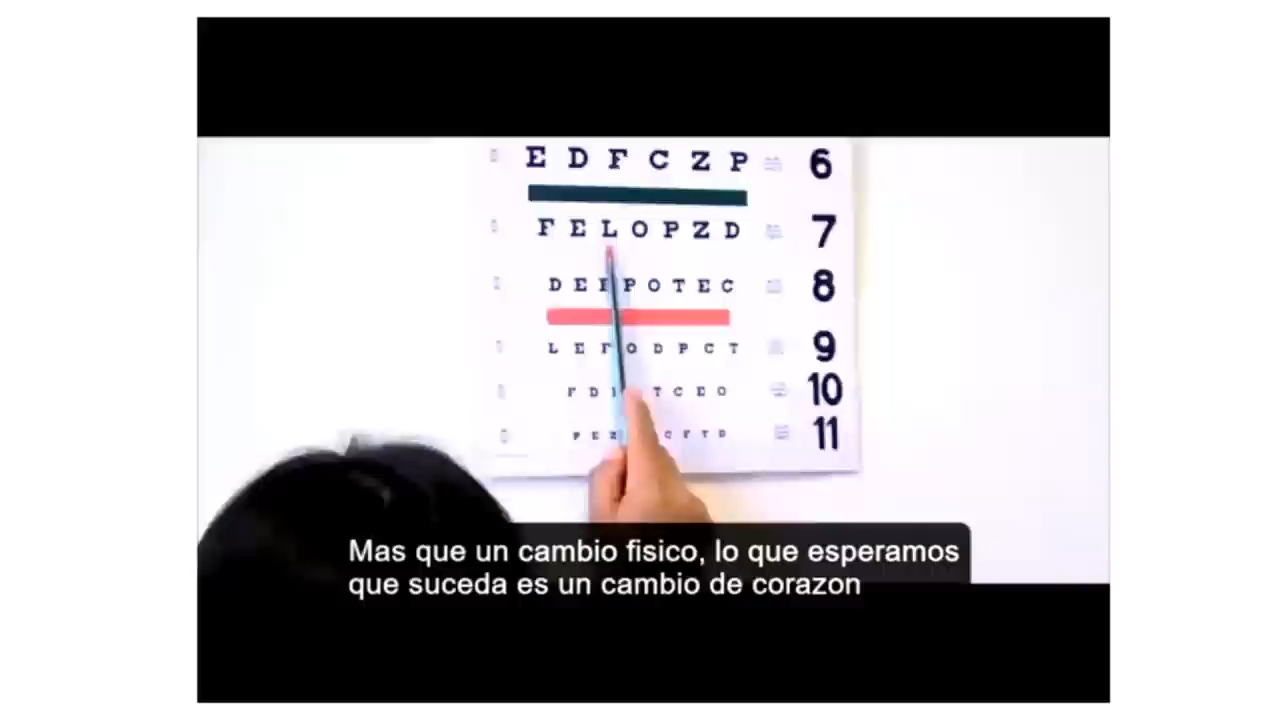 E D F C Z P 6
F E L O P Z D 7
D E F P O T E C 8
L E F O D P C T 9
F D T C E O 10
P E Z C F T D 11
Mas que un cambio fisico, lo que esperamos
que suceda es un cambio de corazon